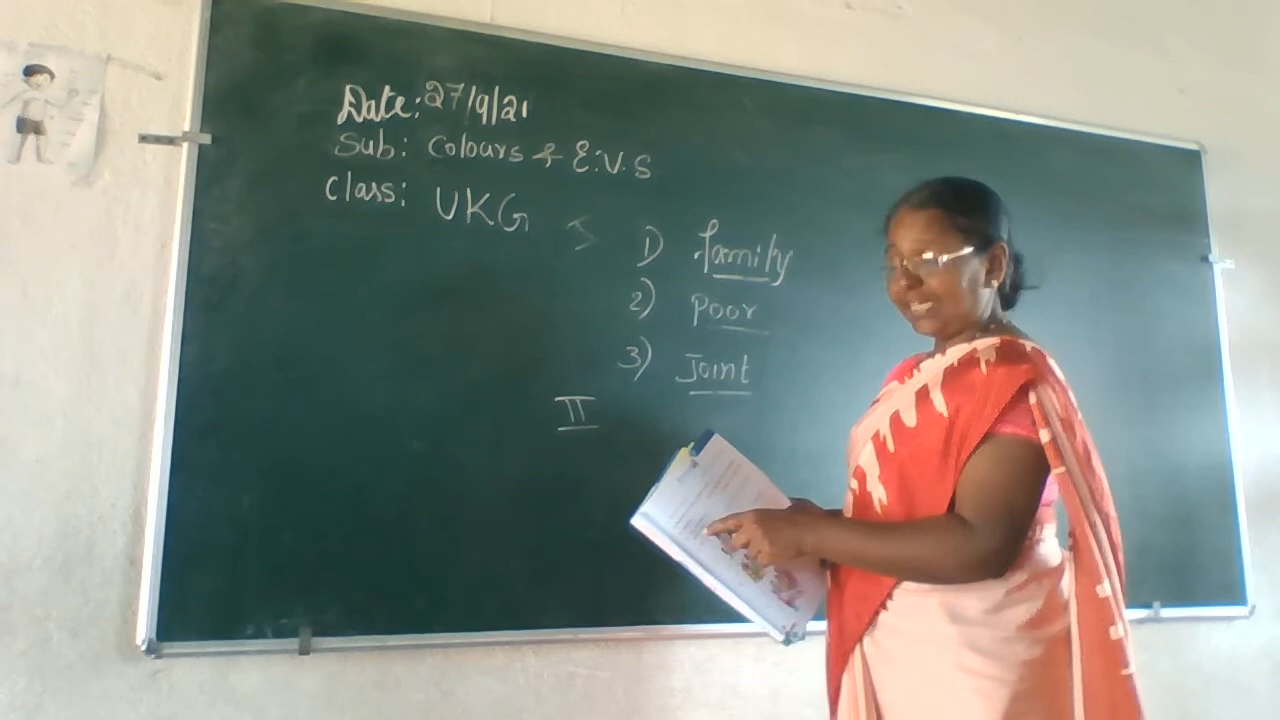 Date: 27/9/21
Sub: Colours & E.V.S
Class: UKG
1) family
2) Poor
3) Joint
II